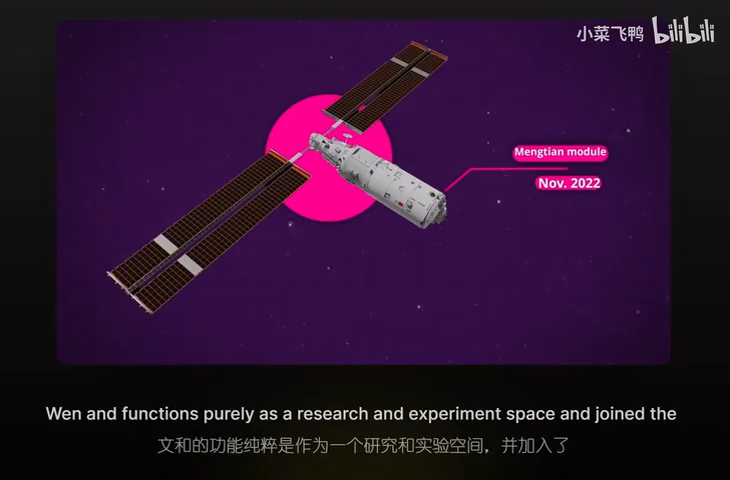 小菜飞鸭 bilibili
Mengtian module
Nov. 2022
Wen and functions purely as a research and experiment space and joined the
文和的功能纯粹是作为一个研究和实验空间，并加入了